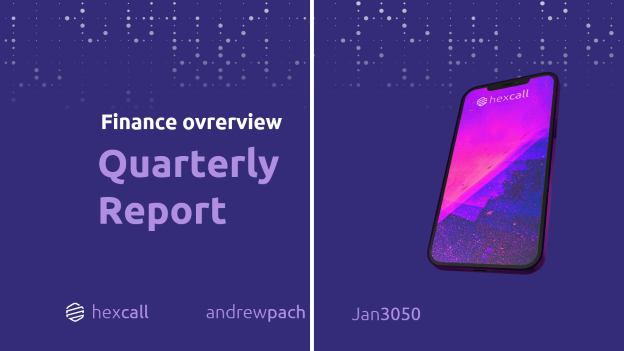 Finance ovrerview
Quarterly
Report
hexcall
andrewpach
hexcall
Jan3050